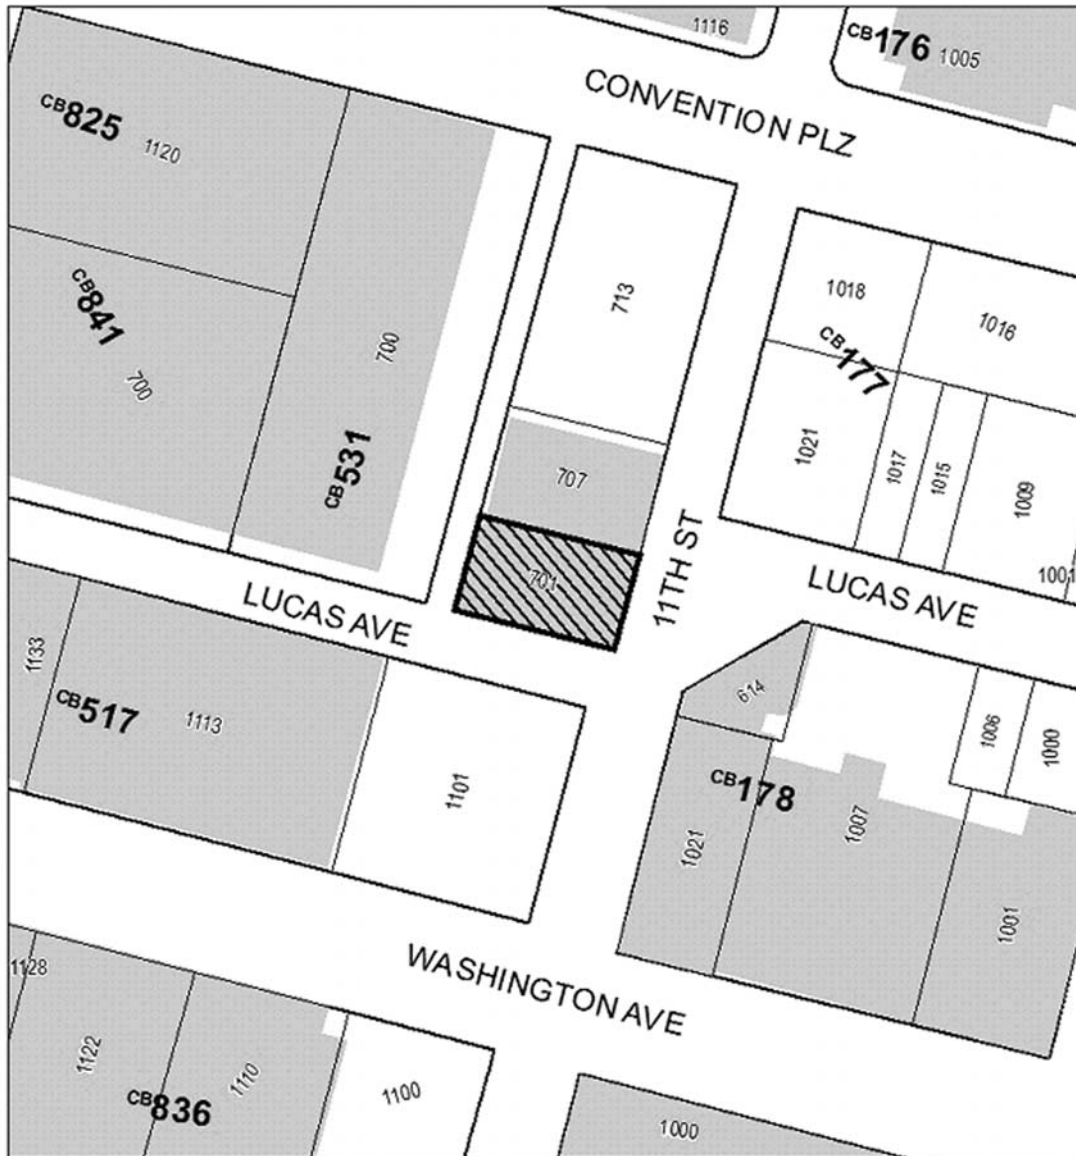 1116
CB176 1005
CONVENTION PLZ
CB825 1120
CB841
700
700
CB531
713
1018
1016
CB177
1021
1017
1015
1009
1001
707
701
11TH ST
LUCAS AVE
LUCAS AVE
1133
CB517
1113
1101
614
1006
1000
CB178
1021
1007
1001
WASHINGTON AVE
1128
1122
1110
CB836
1100
1000